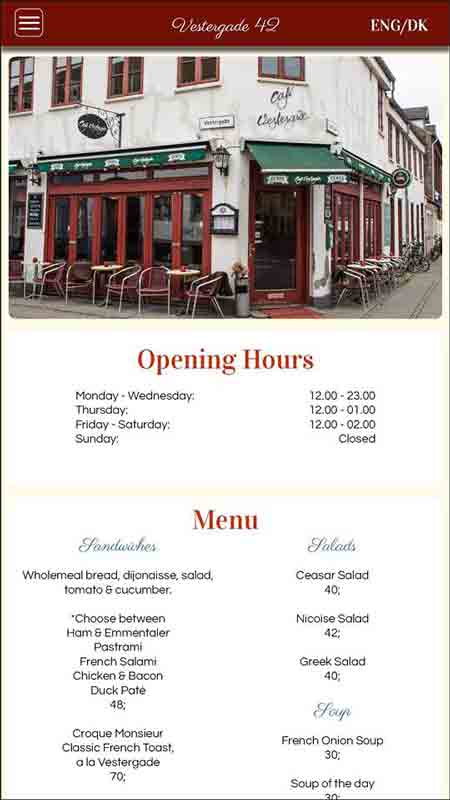 Vestergade 42
ENG/DK
Café
Vestergade
Vestergade
Opening Hours
Monday - Wednesday: 12.00 - 23.00
Thursday: 12.00 - 01.00
Friday - Saturday: 12.00 - 02.00
Sunday: Closed
Menu
Sandwiches
Wholemeal bread, dijonaisse, salad,
tomato & cucumber.
*Choose between
Ham & Emmentaler
Pastrami
French Salami
Chicken & Bacon
Duck Paté
48;
Croque Monsieur
Classic French Toast,
a la Vestergade
70;
Salads
Ceasar Salad
40;
Nicoise Salad
42;
Greek Salad
40;
Soup
French Onion Soup
30;
Soup of the day
30;